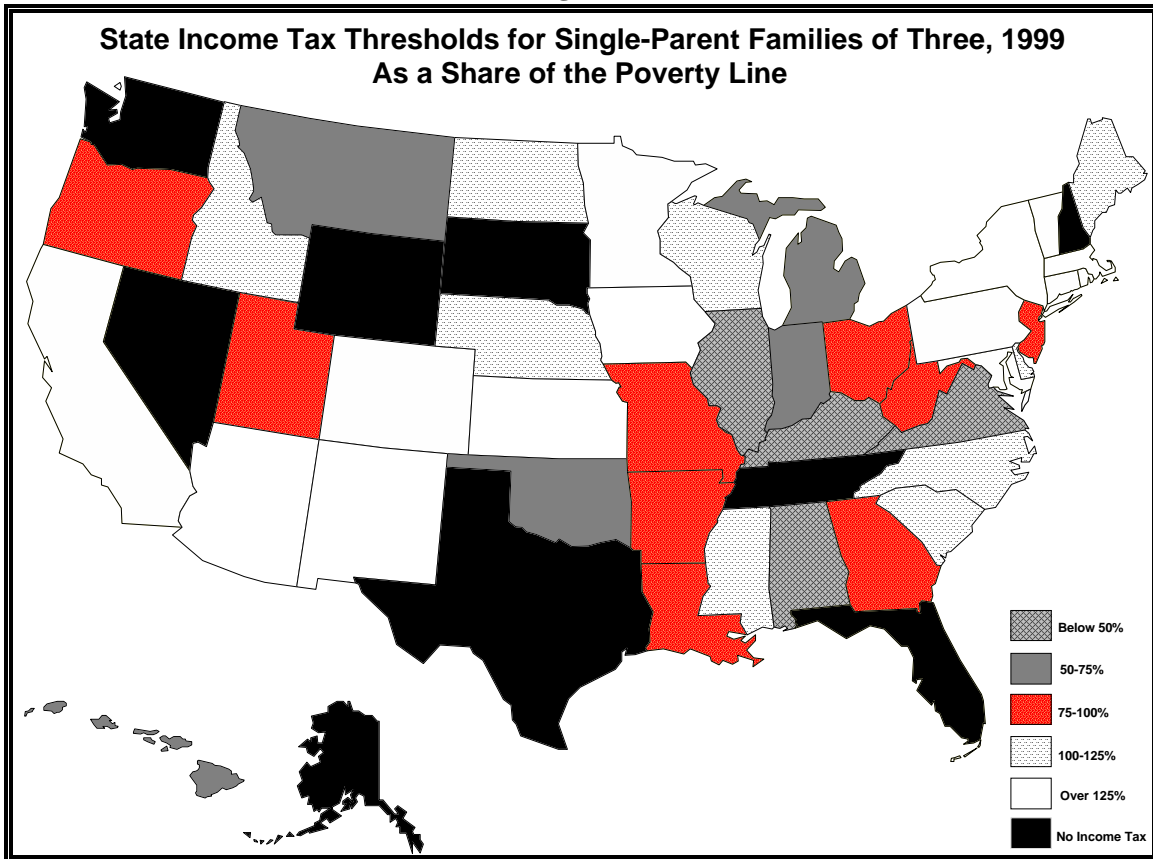 State Income Tax Thresholds for Single-Parent Families of Three, 1999
As a Share of the Poverty Line
Below 50%
50-75%
75-100%
100-125%
Over 125%
No Income Tax